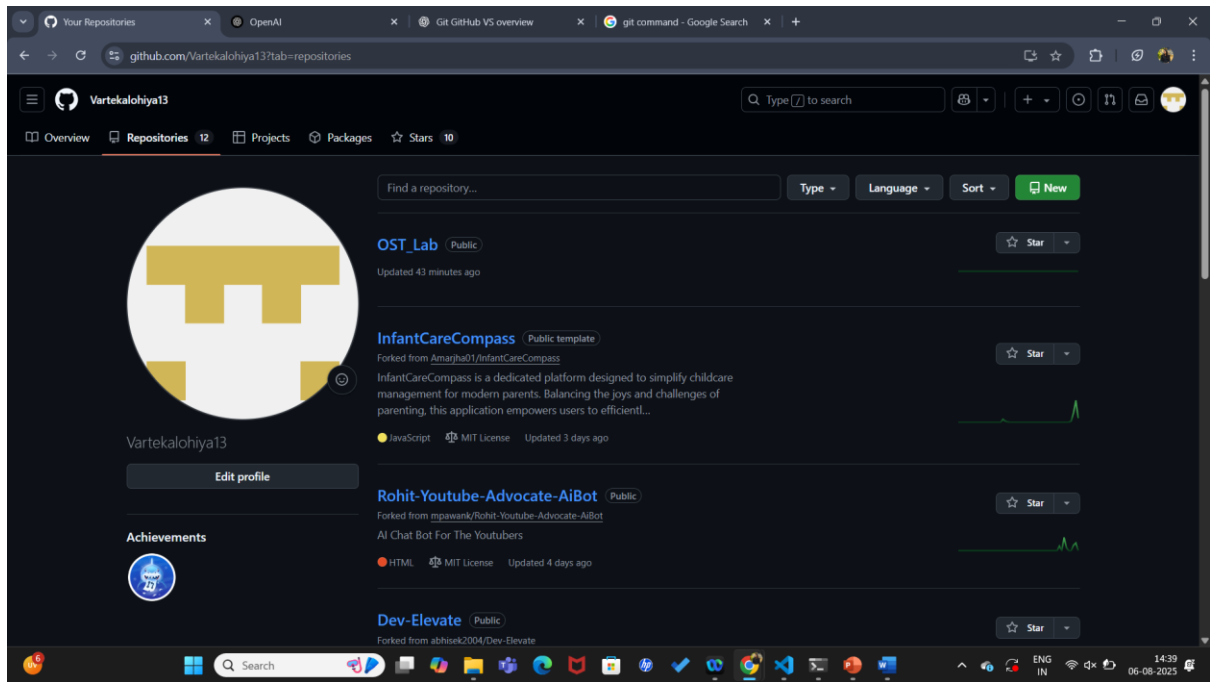 Your Repositories
OpenAI
Git GitHub VS overview
git command - Google Search
github.com/Vartekalohiya13?tab=repositories
Vartekalohiya13
Type / to search
Overview
Repositories 12
Projects
Packages
Stars 10
Find a repository...
Type
Language
Sort
New
OST_Lab Public
Star
Updated 43 minutes ago
InfantCareCompass Public template
Star
Forked from Amarjha01/InfantCareCompass
InfantCareCompass is a dedicated platform designed to simplify childcare
management for modern parents. Balancing the joys and challenges of
parenting, this application empowers users to efficientl...
JavaScript MIT License Updated 3 days ago
Vartekalohiya13
Edit profile
Rohit-Youtube-Advocate-AiBot Public
Star
Forked from mpawank/Rohit-Youtube-Advocate-AiBot
AI Chat Bot For The Youtubers
HTML MIT License Updated 4 days ago
Achievements
Dev-Elevate Public
Star
Forked from abhisek2004/Dev-Elevate
Search
ENG
IN
14:39
06-08-2025